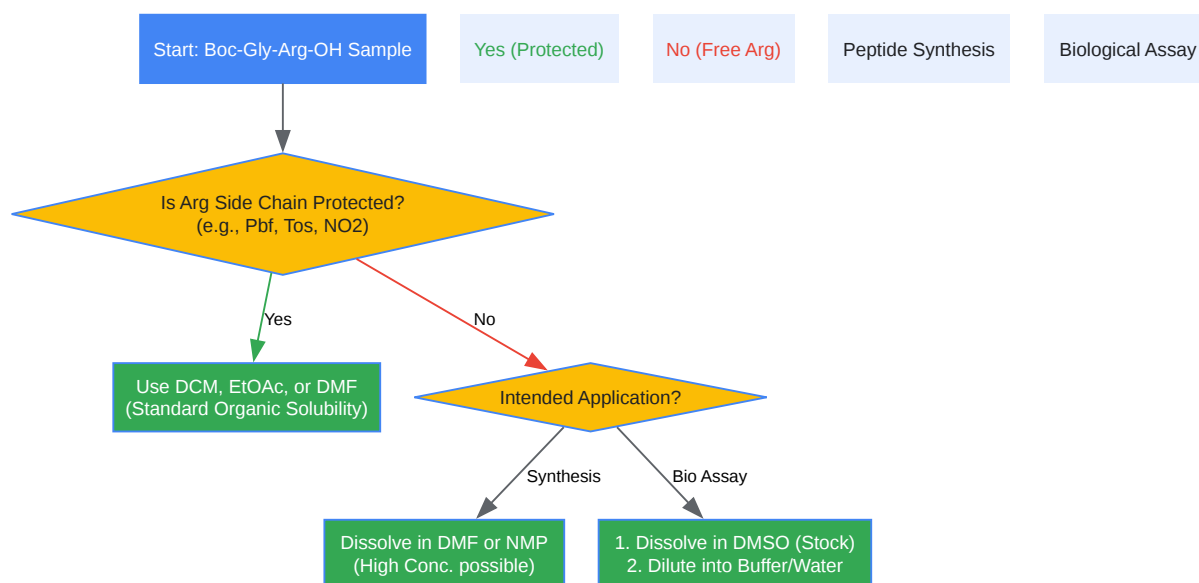 Start: Boc-Gly-Arg-OH Sample
Yes (Protected)
No (Free Arg)
Peptide Synthesis
Biological Assay
Is Arg Side Chain Protected?
(e.g., Pbf, Tos, NO2)
Yes
No
Use DCM, EtOAc, or DMF
(Standard Organic Solubility)
Intended Application?
Synthesis
Bio Assay
Dissolve in DMF or NMP
(High Conc. possible)
1. Dissolve in DMSO (Stock)
2. Dilute into Buffer/Water